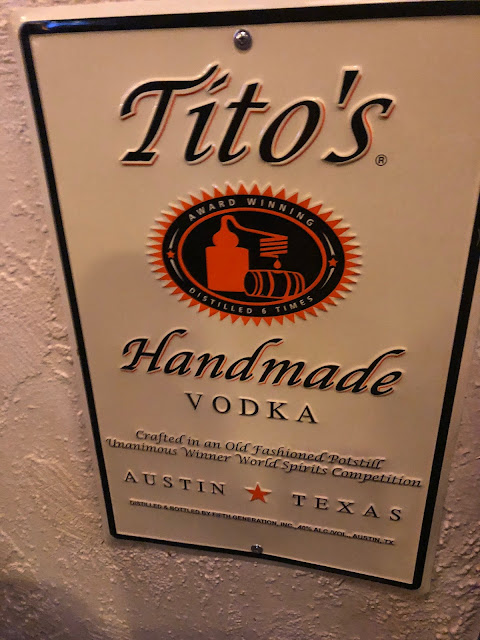 Tito's®
AWARD WINNING
DISTILLED 6 TIMES
Handmade
VODKA
Crafted in an Old Fashioned Potstill
Unanimous Winner World Spirits Competition
AUSTIN ★ TEXAS
DISTILLED & BOTTLED BY FIFTH GENERATION, INC., 40% ALC./VOL., AUSTIN, TX